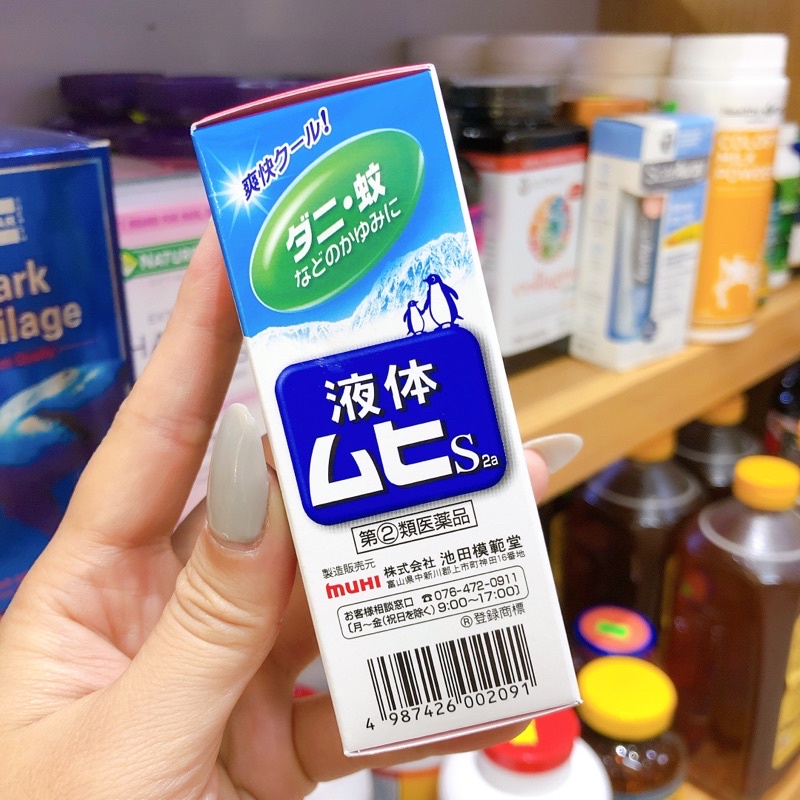 爽快クール!
ダニ・蚊
などのかゆみに
液体
ムヒS2a
指②類医薬品
製造販売元
muHI 株式会社 池田模範堂
富山県中新川郡上市町神田16番地
お客様相談窓口 ☎076-472-0911
〔月〜金(祝日を除く)9:00〜17:00〕
®登録商標
4 987426 002091
ark
ilage
NATURE